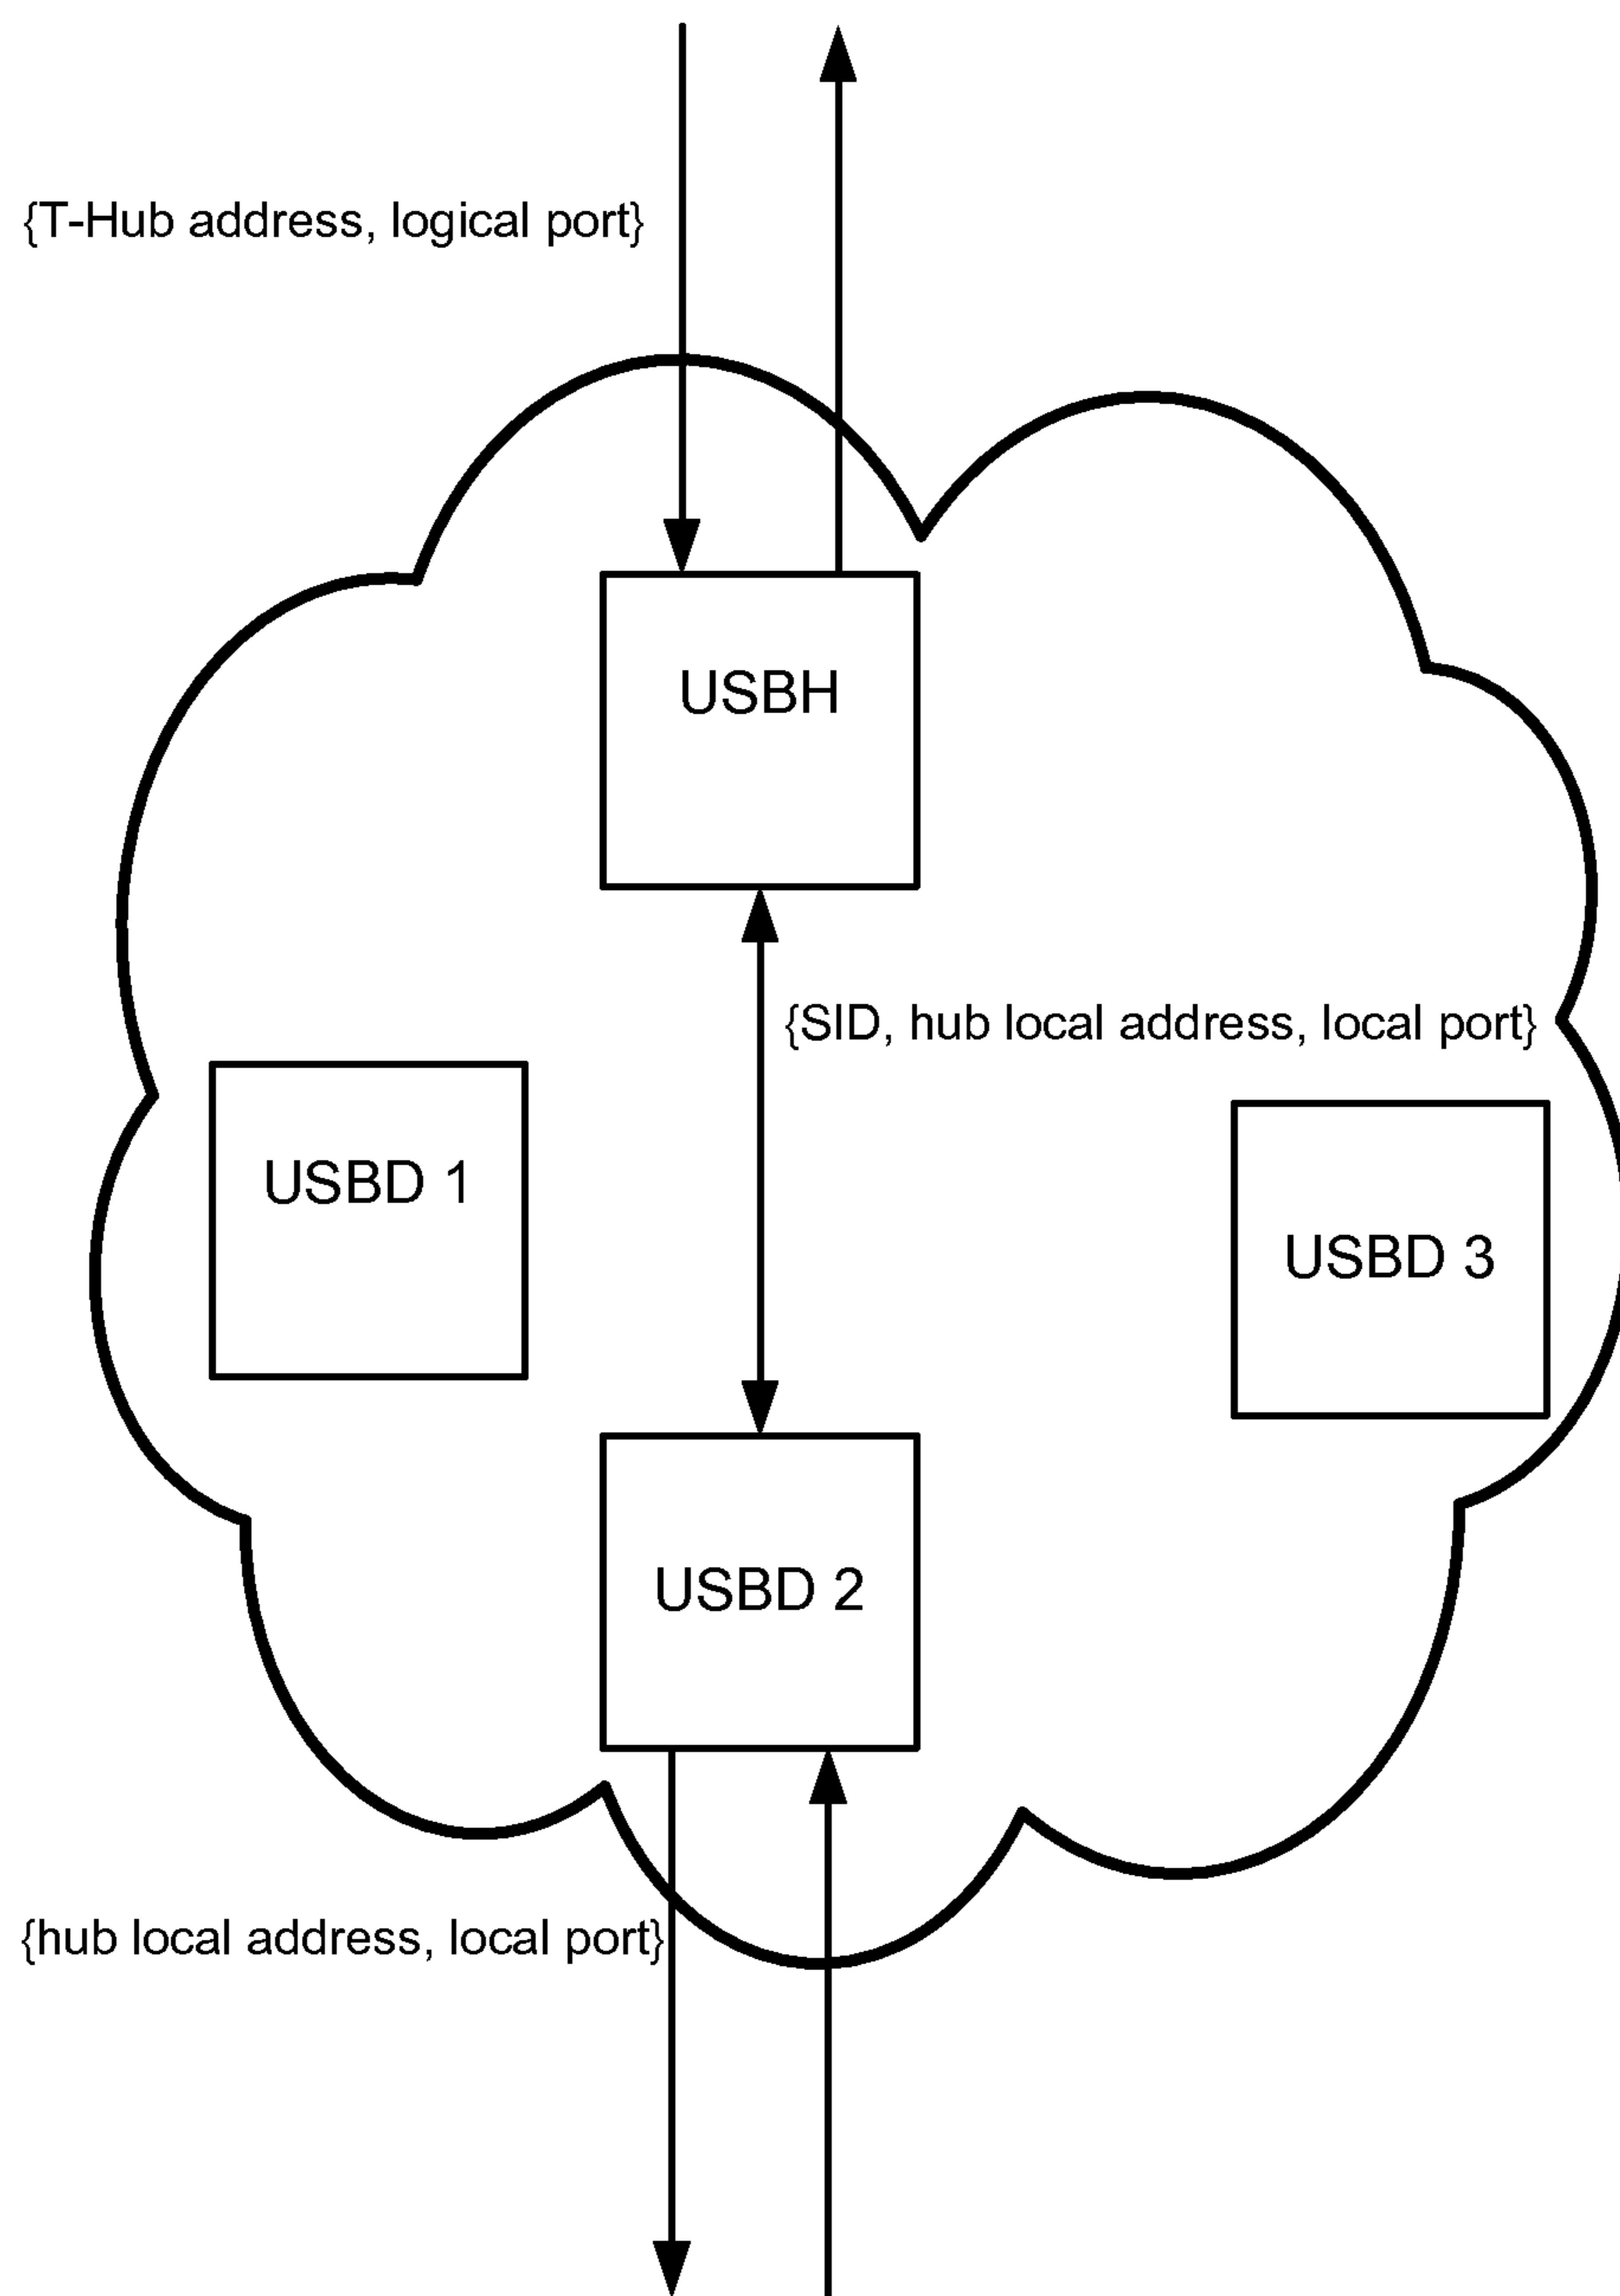 {T-Hub address, logical port}
USBH
{SID, hub local address, local port}
USBD 1
USBD 3
USBD 2
{hub local address, local port}